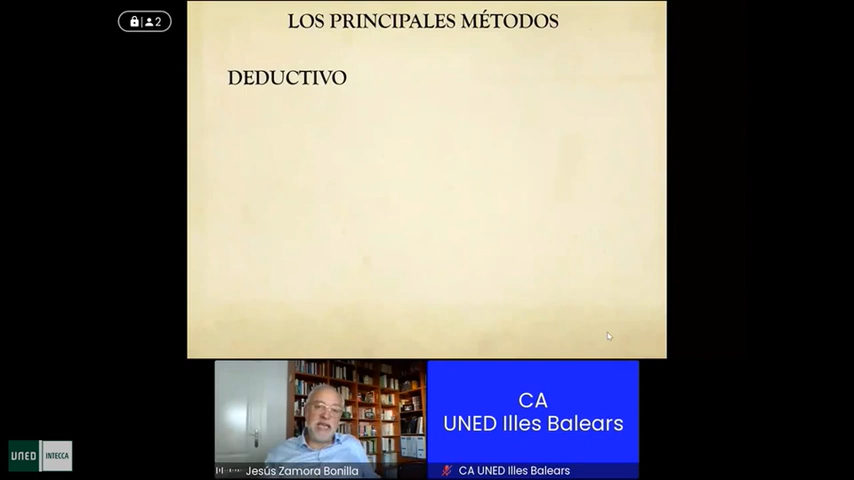 2
LOS PRINCIPALES MÉTODOS
DEDUCTIVO
CA
UNED Illes Balears
Jesús Zamora Bonilla
CA UNED Illes Balears
UNED INTECCA